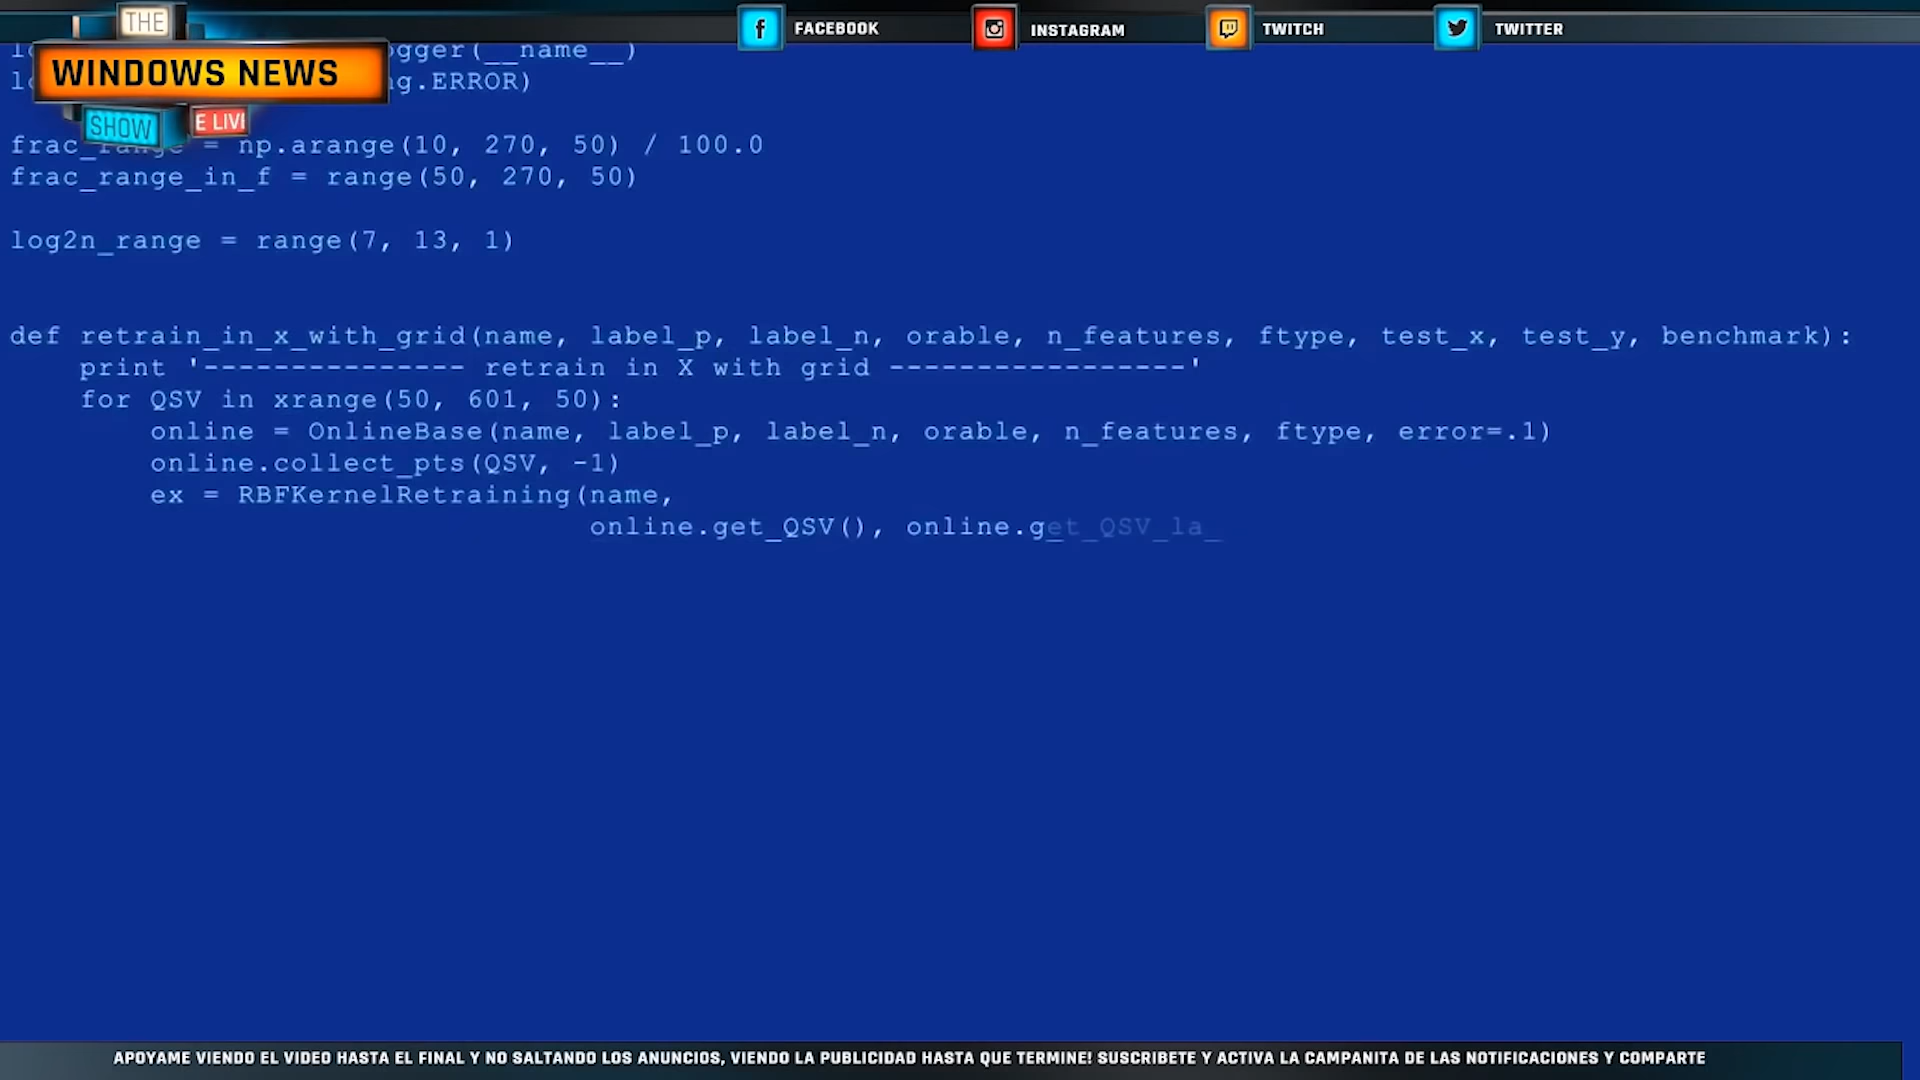 THE
WINDOWS NEWS
SHOW
E LIVE
FACEBOOK
INSTAGRAM
TWITCH
TWITTER
gger(__name__)
g.ERROR)
frac_range = np.arange(10, 270, 50) / 100.0
frac_range_in_f = range(50, 270, 50)
log2n_range = range(7, 13, 1)
def retrain_in_x_with_grid(name, label_p, label_n, orable, n_features, ftype, test_x, test_y, benchmark):
print '--------------- retrain in X with grid -----------------'
for QSV in xrange(50, 601, 50):
online = OnlineBase(name, label_p, label_n, orable, n_features, ftype, error=.1)
online.collect_pts(QSV, -1)
ex = RBFKernelRetraining(name,
online.get_QSV(), online.get_QSV_la_
APOYAME VIENDO EL VIDEO HASTA EL FINAL Y NO SALTANDO LOS ANUNCIOS, VIENDO LA PUBLICIDAD HASTA QUE TERMINE! SUSCRIBETE Y ACTIVA LA CAMPANITA DE LAS NOTIFICACIONES Y COMPARTE